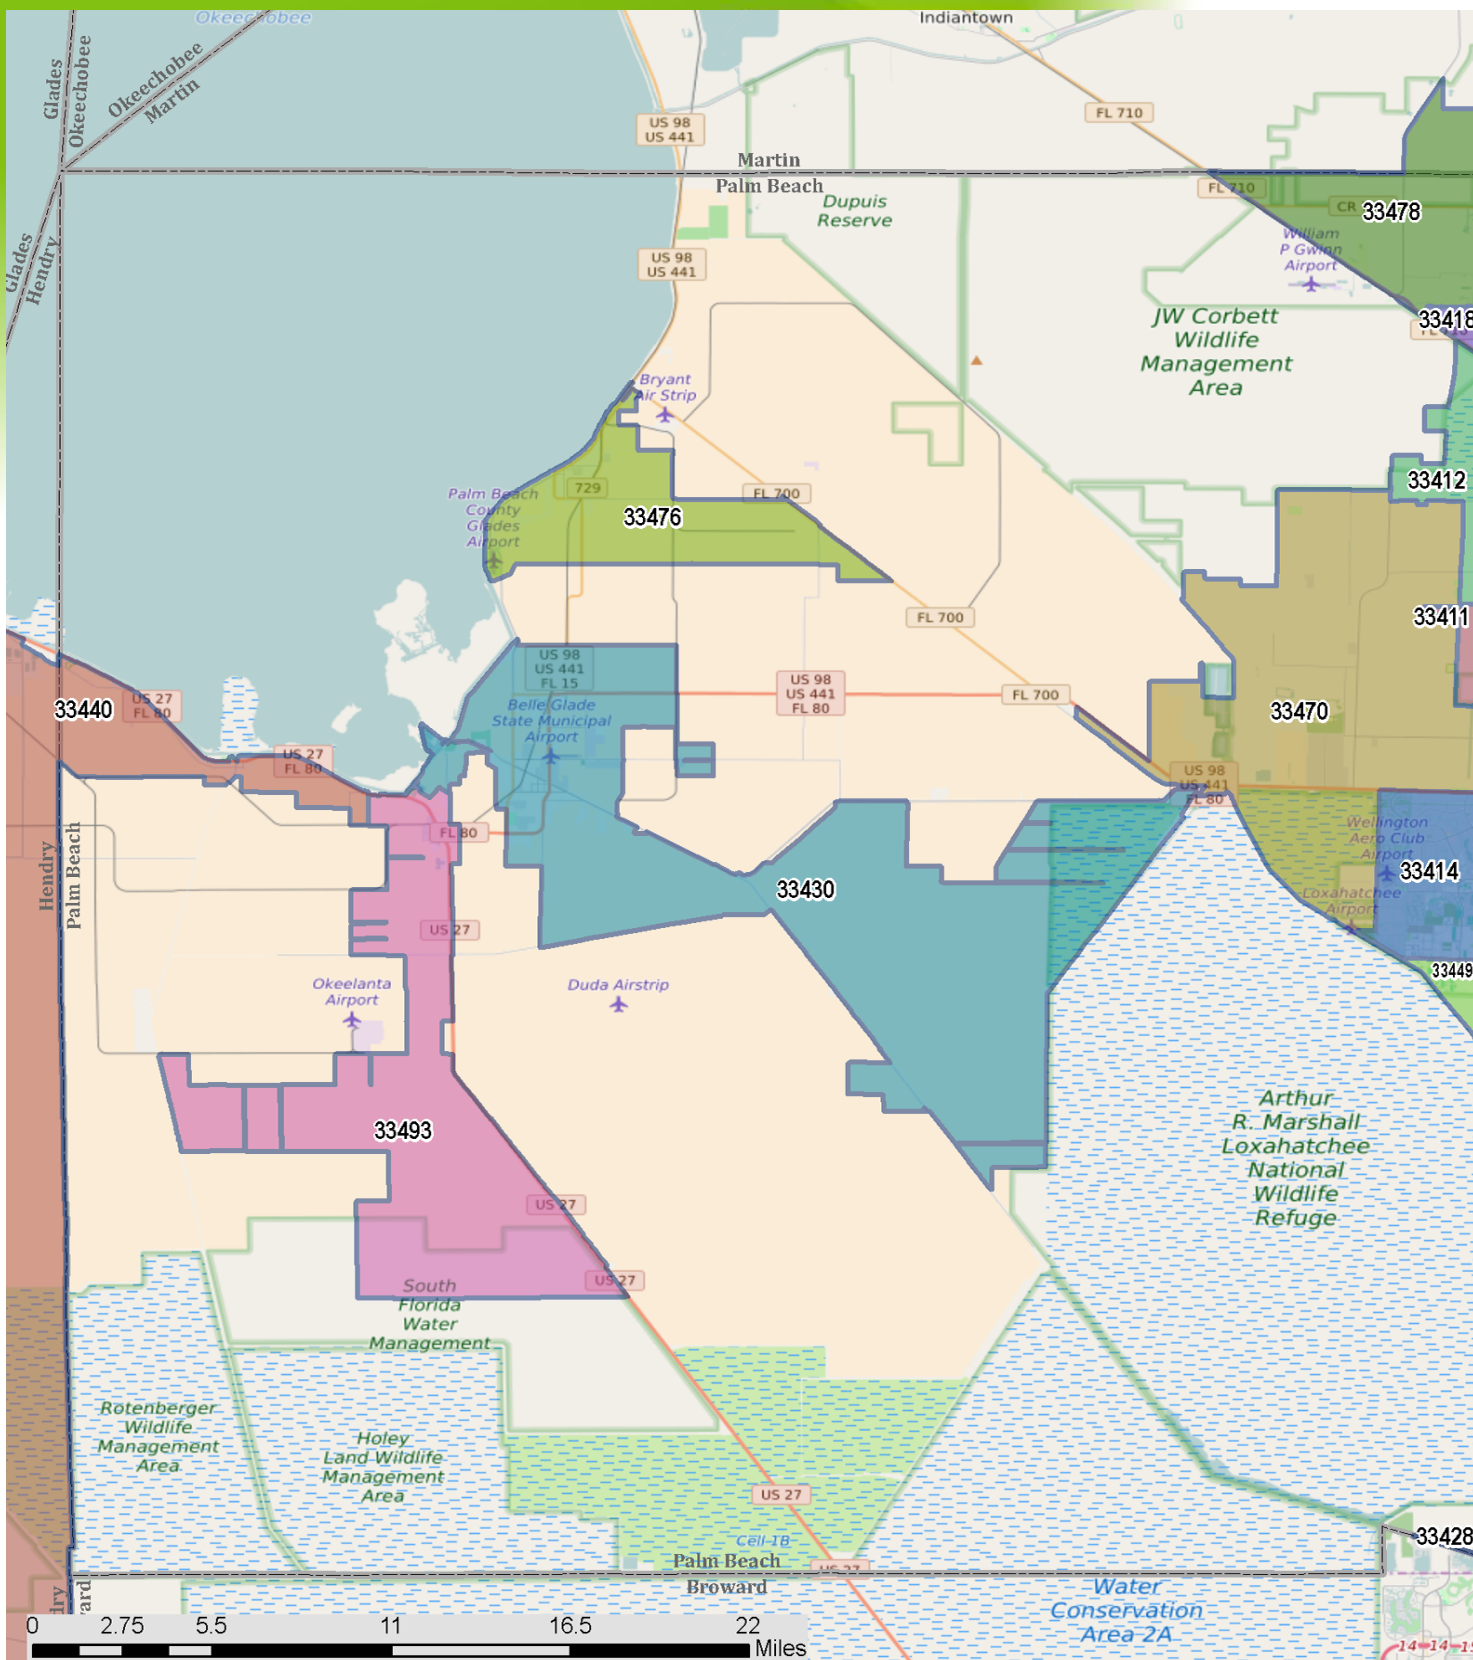 Okeechobee
Indiantown
Glades
Okeechobee
Okeechobee
Martin
US 98
US 441
FL 710
Martin
Palm Beach
FL 710
CR
33478
Dupuis
Reserve
William
P Gwinn
Airport
Glades
Hendry
US 98
US 441
JW Corbett
Wildlife
Management
Area
33418
Bryant
Air Strip
729
FL 700
Palm Beach
County
Glades
Airport
33476
33412
33411
FL 700
US 98
US 441
FL 15
US 98
US 441
FL 80
FL 700
33440
US 27
FL 80
Belle Glade
State Municipal
Airport
33470
US 27
FL 80
US 98
US 441
FL 80
FL 80
Wellington
Aero Club
Airport
33414
Hendry
Palm Beach
33430
Loxahatchee
Airport
US 27
33449
Okeelanta
Airport
Duda Airstrip
33493
Arthur
R. Marshall
Loxahatchee
National
Wildlife
Refuge
US 27
US 27
South
Florida
Water
Management
Rotenberger
Wildlife
Management
Area
Holey
Land Wildlife
Management
Area
US 27
Cell 1B
33428
Palm Beach
Broward
US 27
Water
Conservation
Area 2A
dry
ard
0 2.75 5.5 11 16.5 22
Miles
14 14